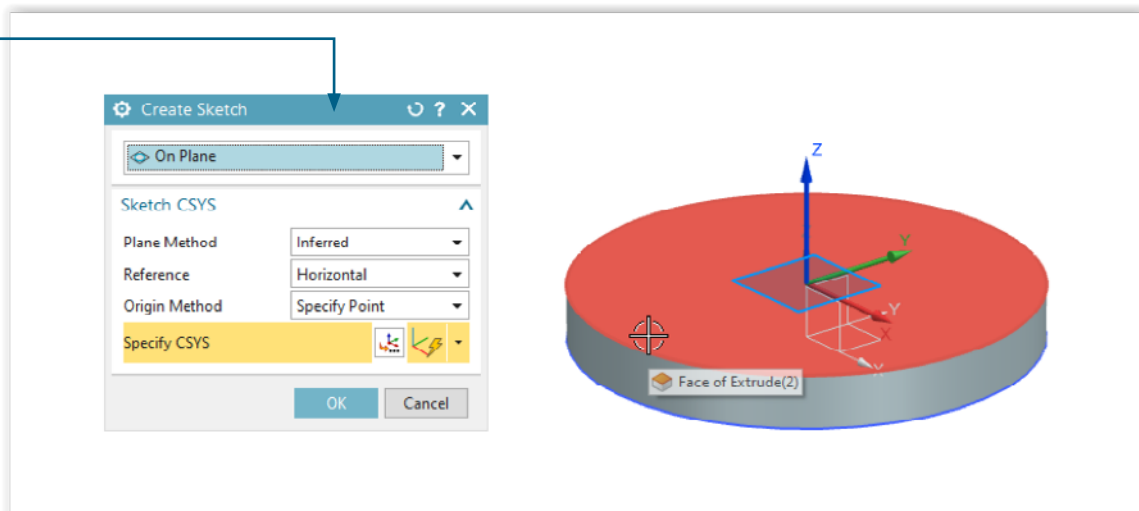 Create Sketch
?
On Plane
Sketch CSYS
Plane Method Inferred
Reference Horizontal
Origin Method Specify Point
Specify CSYS
OK Cancel
Z
Y
Y
X
X
Face of Extrude(2)